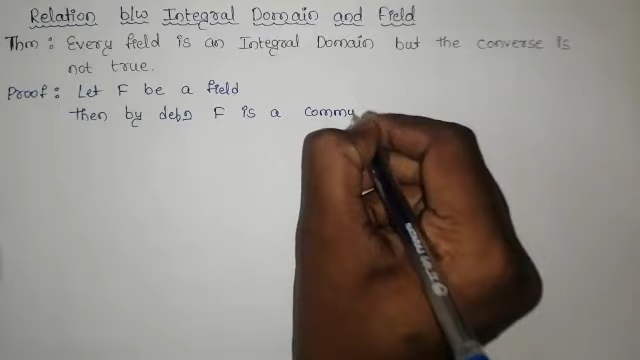 Relation b/w Integral Domain and Field
Thm : Every field is an Integral Domain but the converse is
not true.
Proof : Let F be a field
then by defn F is a commu